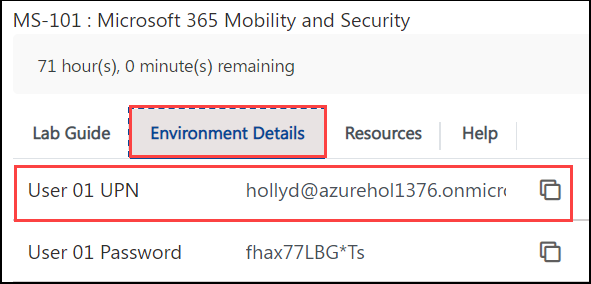 MS-101 : Microsoft 365 Mobility and Security
71 hour(s), 0 minute(s) remaining
Lab Guide Environment Details Resources Help
User 01 UPN hollyd@azurehol1376.onmicr
User 01 Password fhax77LBG*Ts